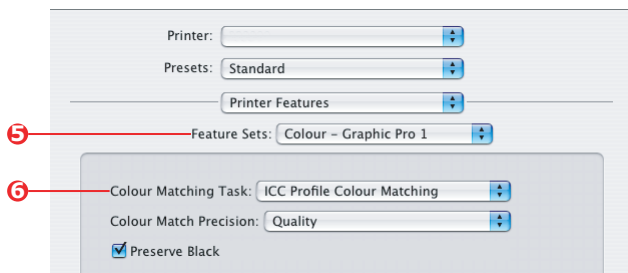 Printer:
Presets: Standard
Printer Features
5 Feature Sets: Colour – Graphic Pro 1
6 Colour Matching Task: ICC Profile Colour Matching
Colour Match Precision: Quality
Preserve Black